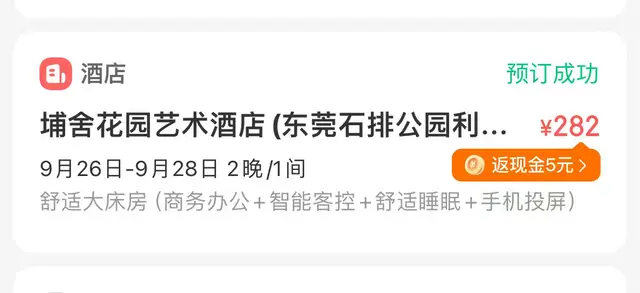 酒店
预订成功
埔舍花园艺术酒店(东莞石排公园利...
¥282
9月26日-9月28日 2晚/1间
返现金5元>
舒适大床房(商务办公+智能客控+舒适睡眠+手机投屏)